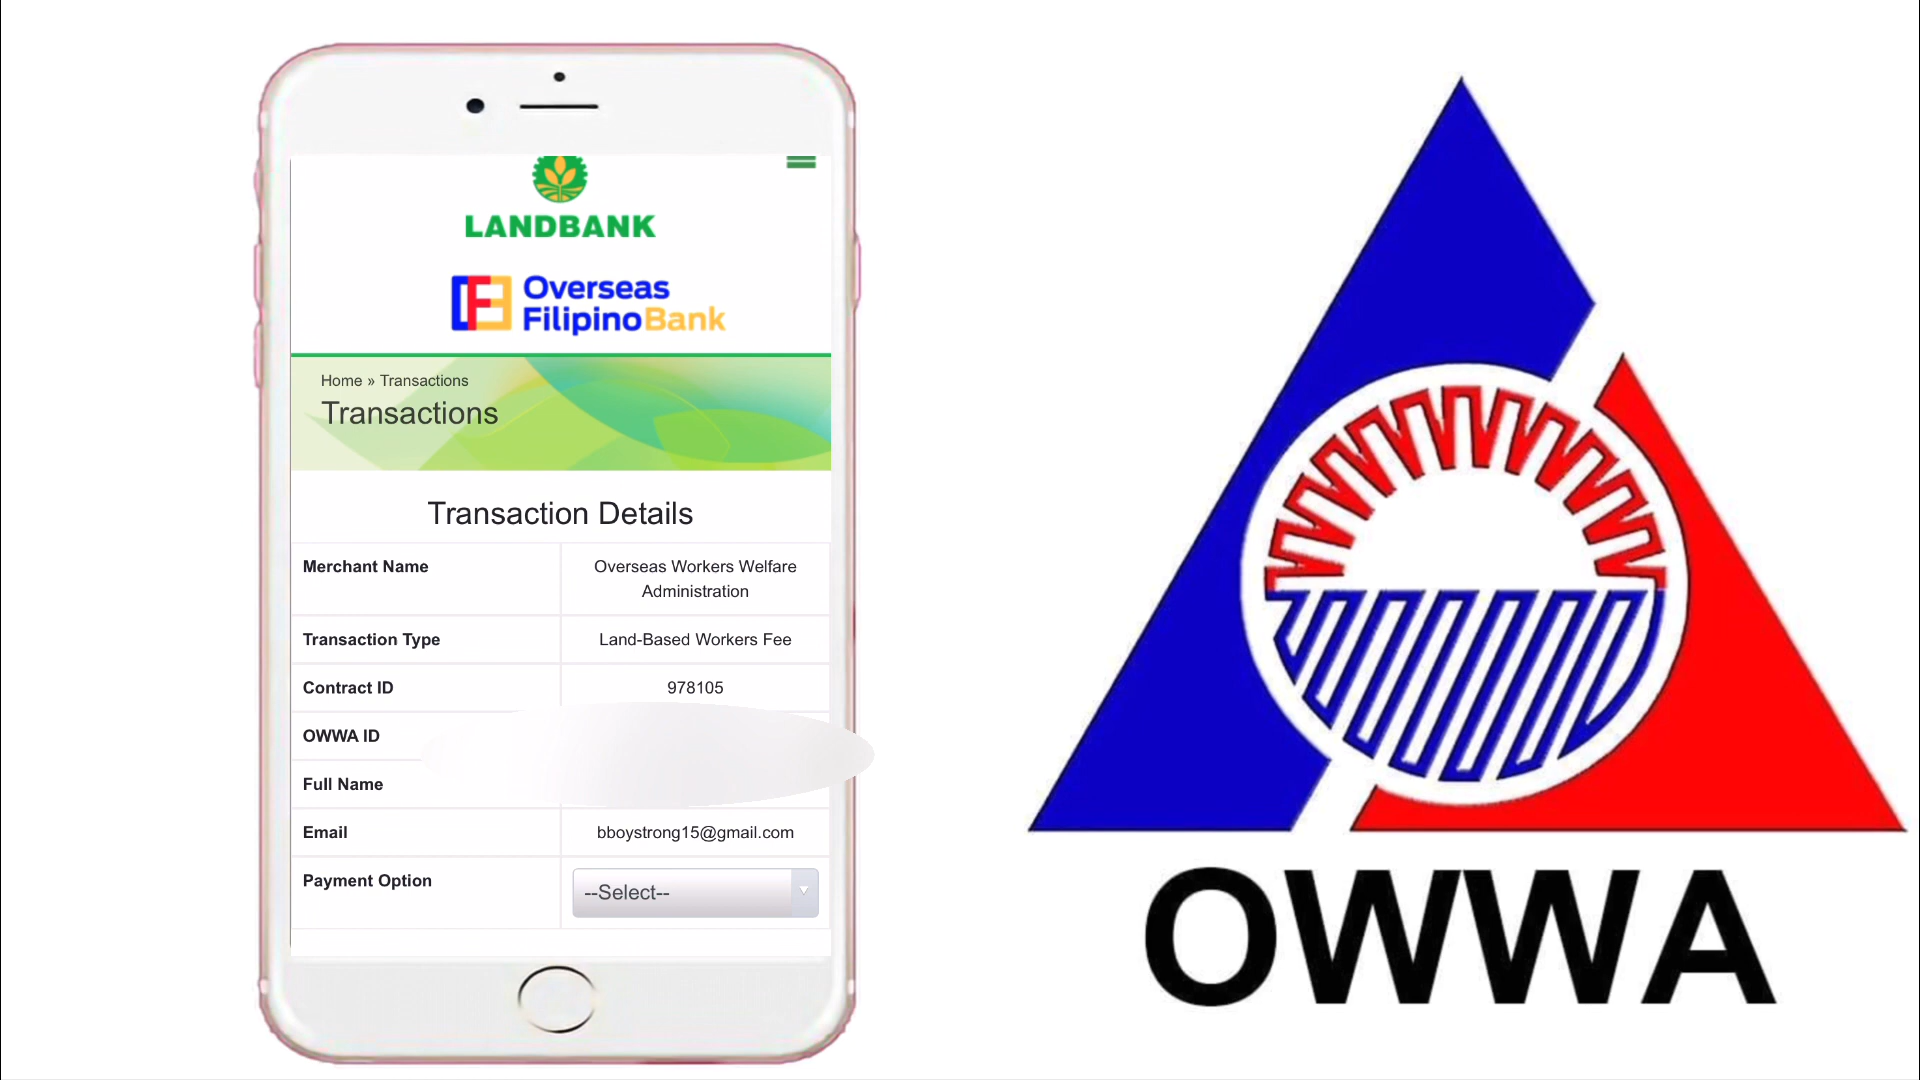 LANDBANK
Overseas
FilipinoBank
Home » Transactions
Transactions
Transaction Details
Merchant Name
Overseas Workers Welfare
Administration
Transaction Type
Land-Based Workers Fee
Contract ID
978105
OWWA ID
Full Name
Email
bboystrong15@gmail.com
Payment Option
--Select--
OWWA